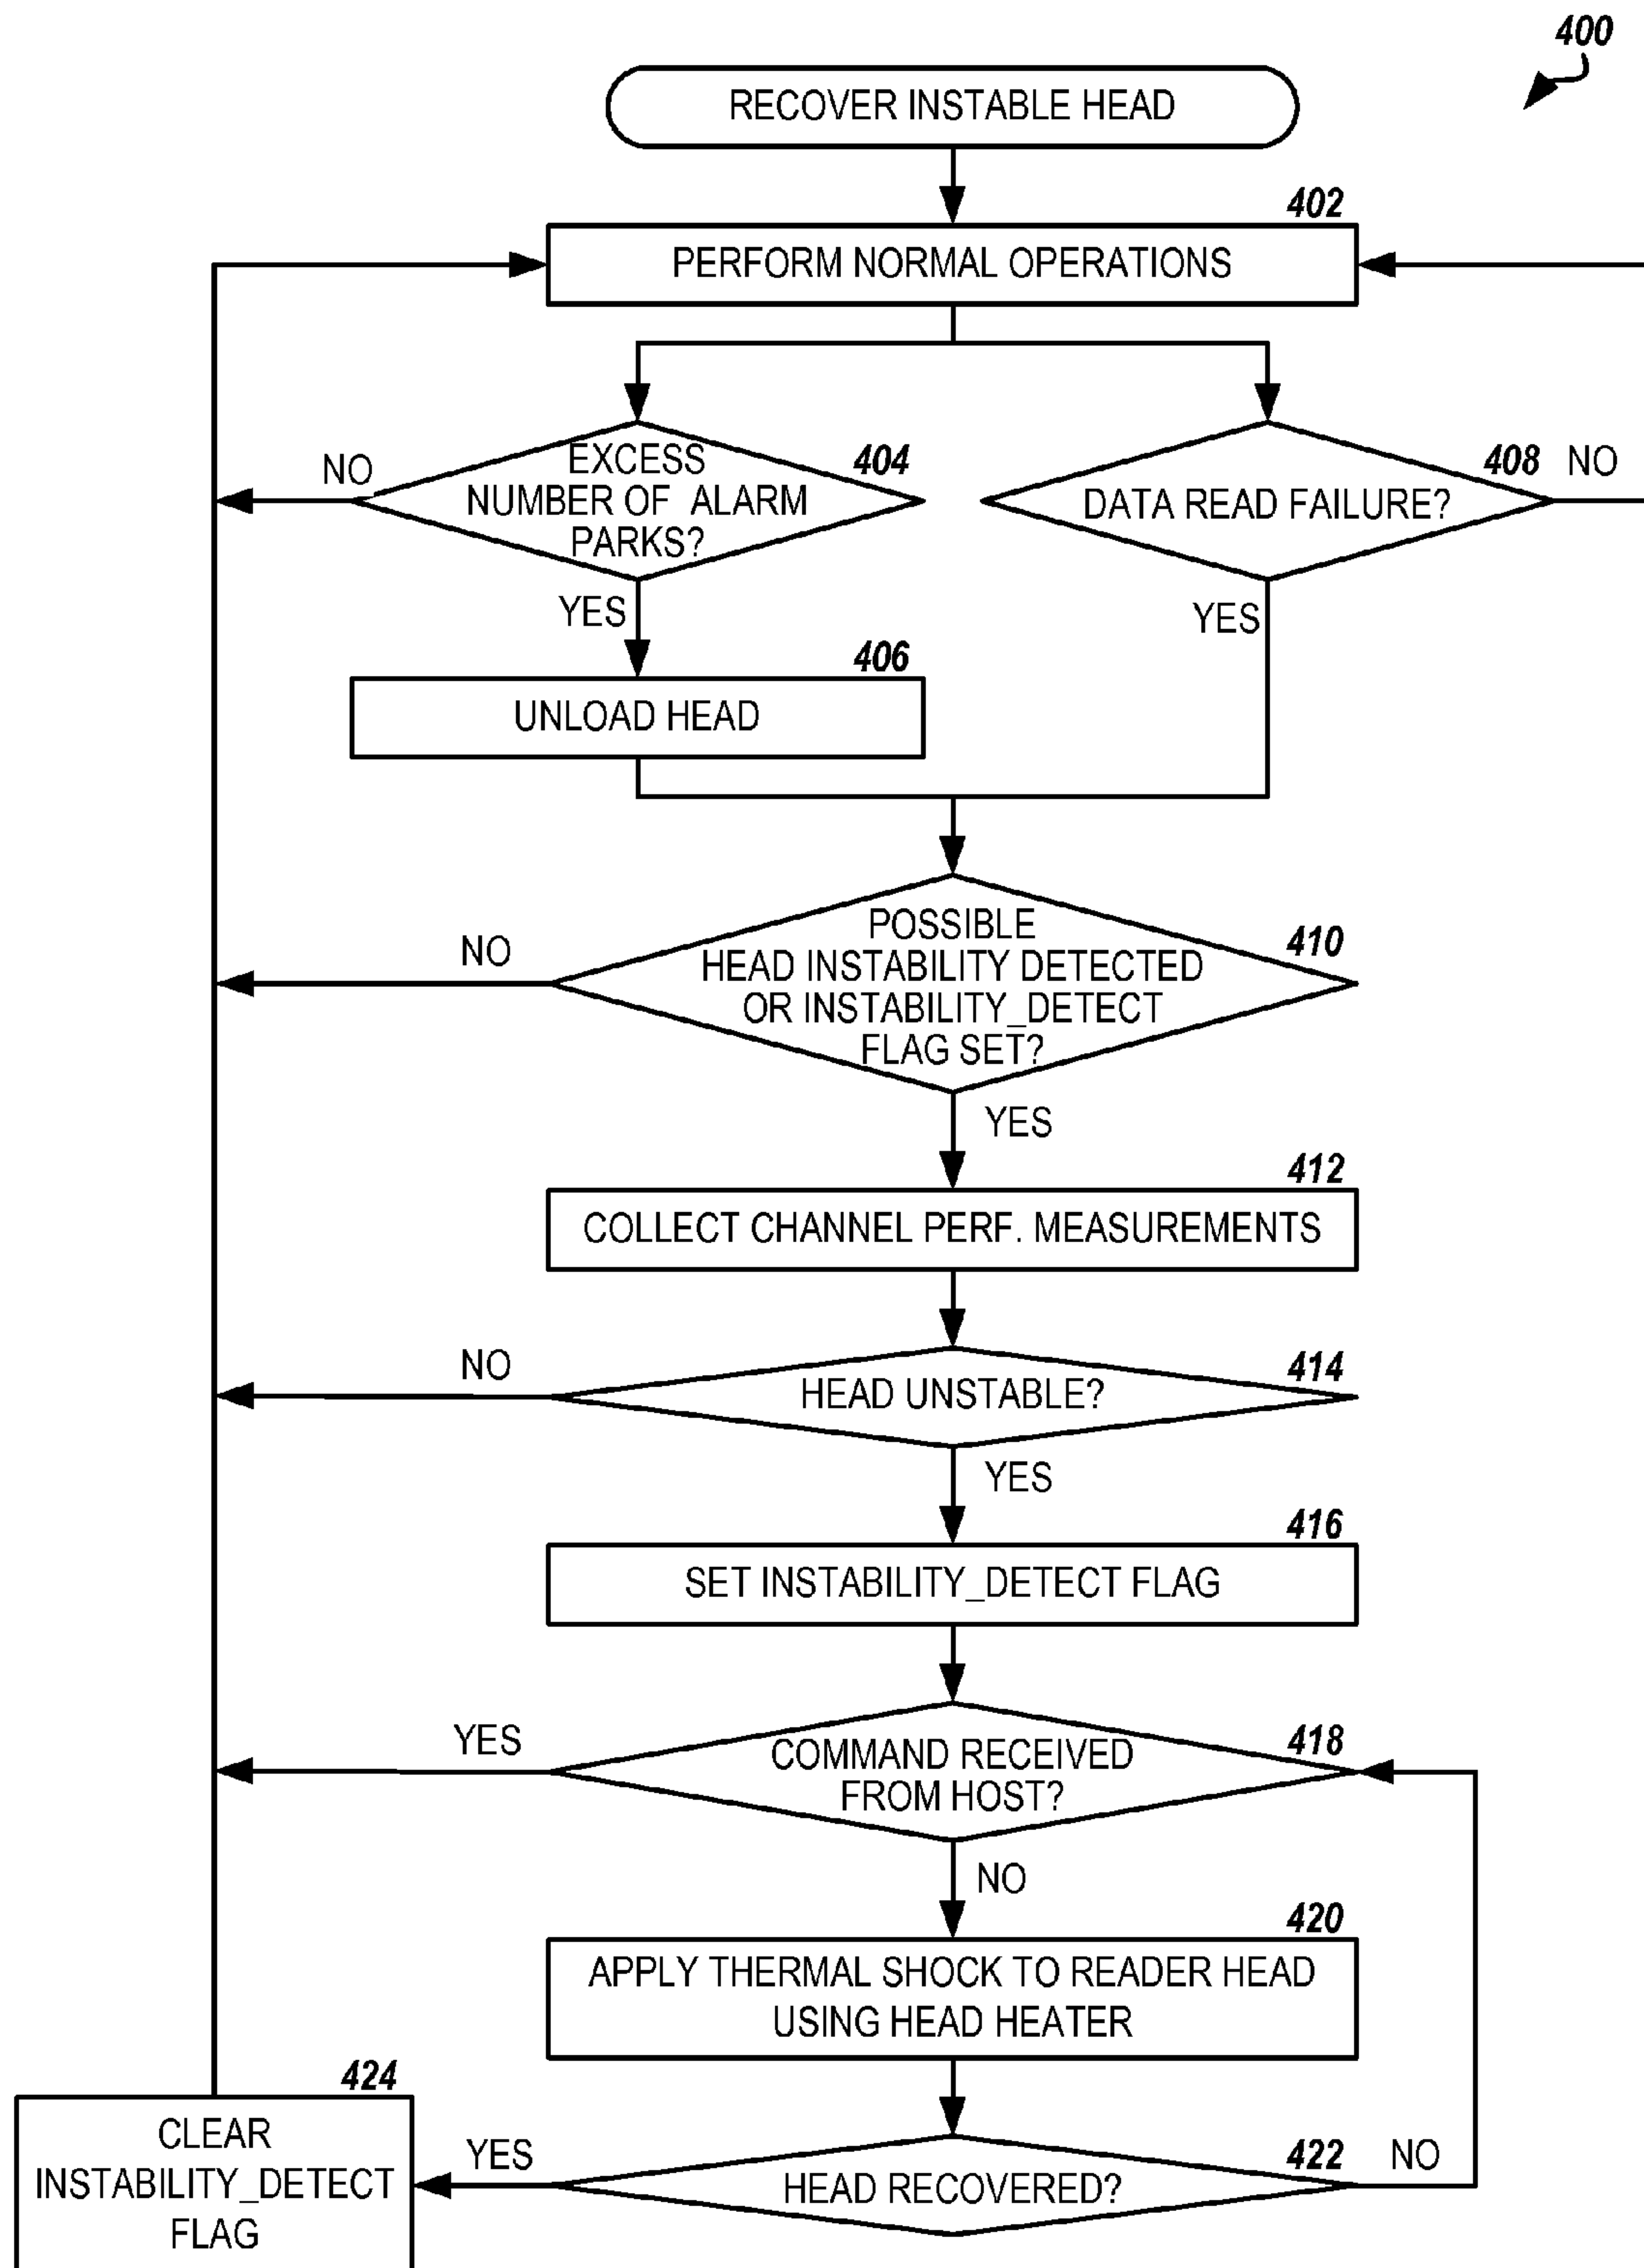 400
RECOVER INSTABLE HEAD
402
PERFORM NORMAL OPERATIONS
NO
EXCESS
NUMBER OF ALARM
PARKS?
404
DATA READ FAILURE?
408
NO
YES
YES
406
UNLOAD HEAD
NO
POSSIBLE
HEAD INSTABILITY DETECTED
OR INSTABILITY_DETECT
FLAG SET?
410
YES
412
COLLECT CHANNEL PERF. MEASUREMENTS
NO
HEAD UNSTABLE?
414
YES
416
SET INSTABILITY_DETECT FLAG
YES
COMMAND RECEIVED
FROM HOST?
418
NO
420
APPLY THERMAL SHOCK TO READER HEAD
USING HEAD HEATER
424
CLEAR
INSTABILITY_DETECT
FLAG
YES
HEAD RECOVERED?
422
NO